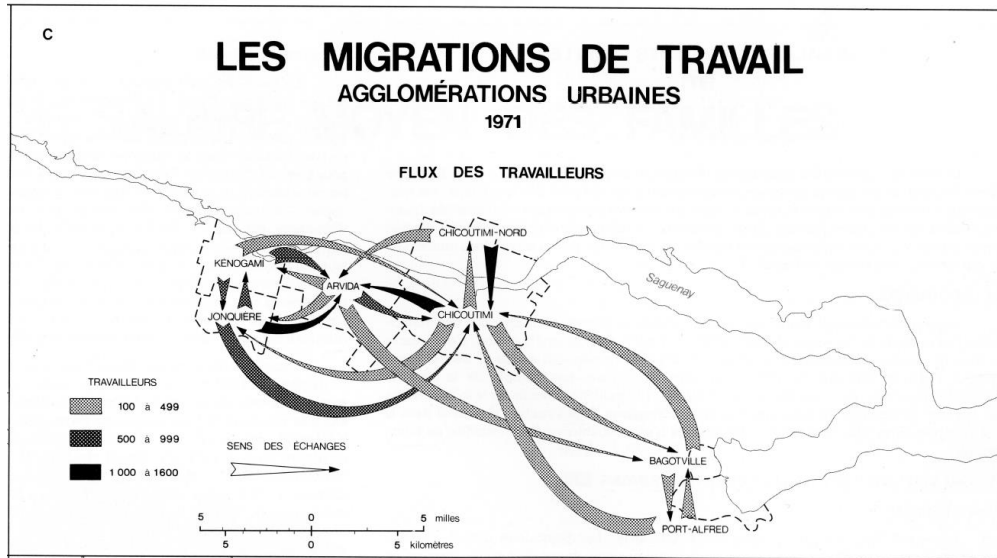 C
LES MIGRATIONS DE TRAVAIL
AGGLOMÉRATIONS URBAINES
1971
FLUX DES TRAVAILLEURS
CHICOUTIMI-NORD
KÉNOGAMI
ARVIDA
Saguenay
JONQUIÈRE
CHICOUTIMI
TRAVAILLEURS
100 à 499
500 à 999
1 000 à 1600
SENS DES ÉCHANGES
BAGOTVILLE
PORT-ALFRED
5 0 5 milles
5 0 5 kilomètres